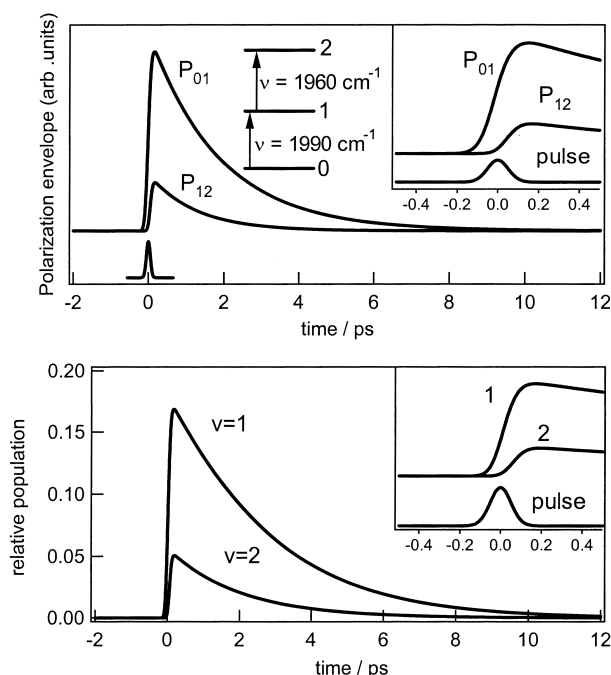 Polarization envelope (arb .units)
P01
P12
2
ν = 1960 cm-1
1
ν = 1990 cm-1
0
P01
P12
pulse
-0.4 -0.2 0.0 0.2 0.4
-2 0 2 4 6 8 10 12
time / ps
relative population
0.20
0.15
0.10
0.05
0.00
v=1
v=2
1
2
pulse
-0.4 -0.2 0.0 0.2 0.4
-2 0 2 4 6 8 10 12
time / ps